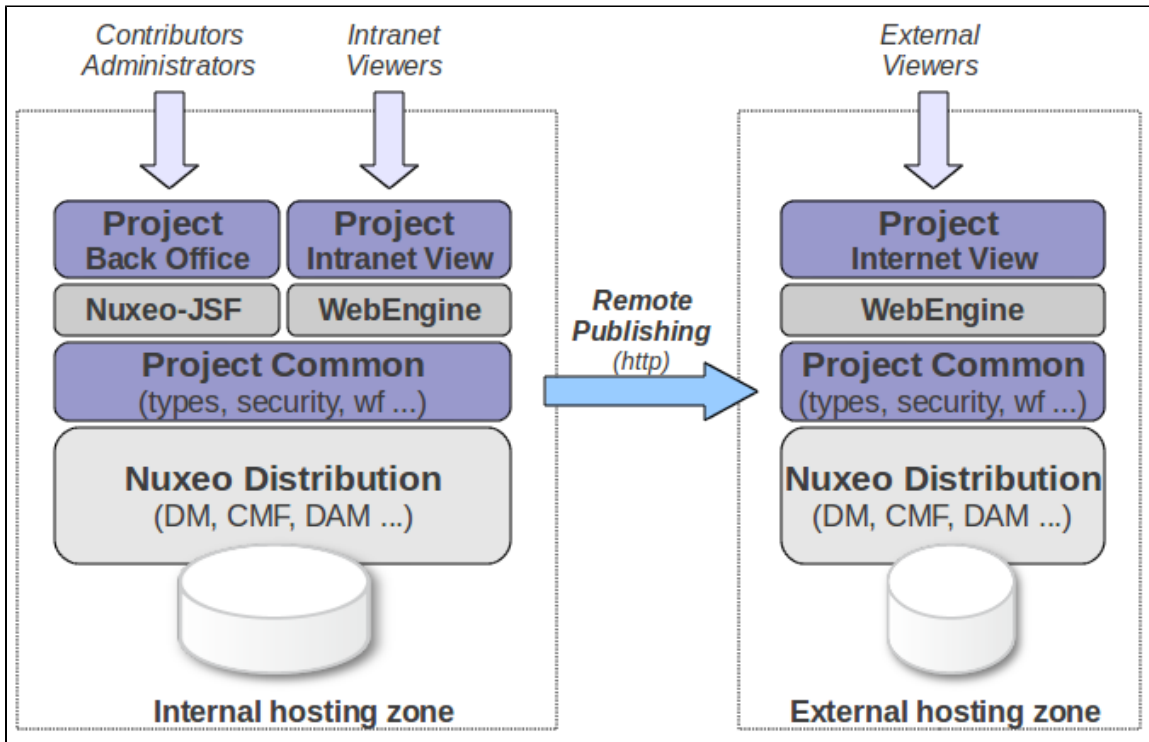 Contributors
Administrators
Intranet
Viewers
External
Viewers
Project
Back Office
Project
Intranet View
Nuxeo-JSF
WebEngine
Project Common
(types, security, wf ...)
Nuxeo Distribution
(DM, CMF, DAM ...)
Internal hosting zone
Remote
Publishing
(http)
Project
Internet View
WebEngine
Project Common
(types, security, wf ...)
Nuxeo Distribution
(DM, CMF, DAM ...)
External hosting zone